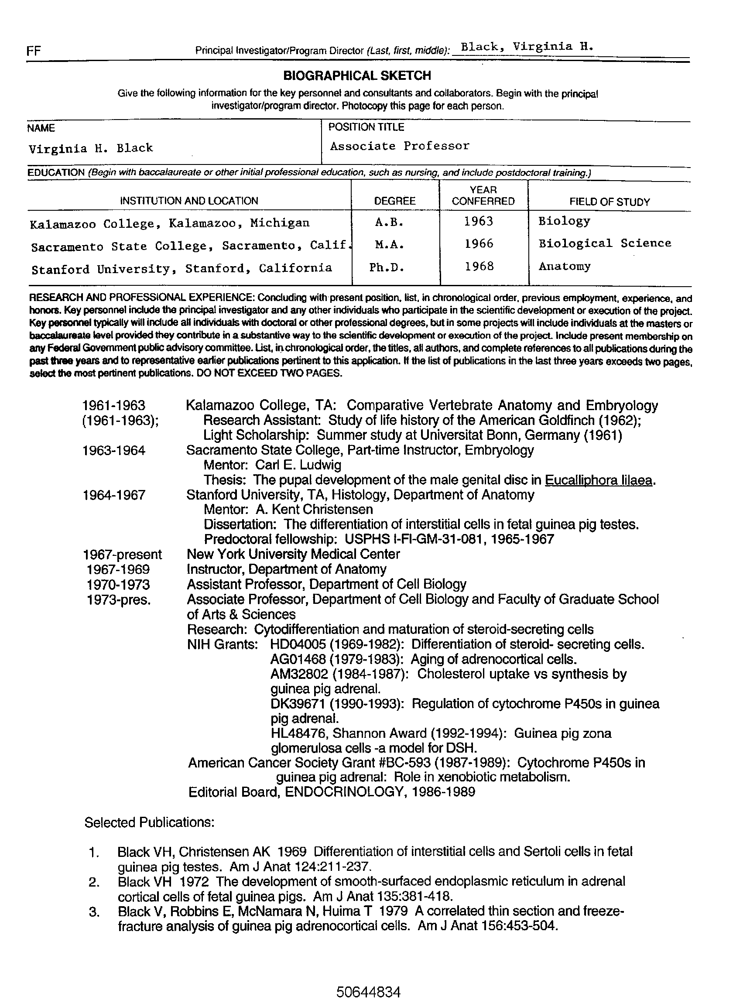 FF Principal Investigator/Program Director (Last, first, middle): Black, Virginia H.
BIOGRAPHICAL SKETCH
Give the following information for the key personnel and consultants and collaborators. Begin with the principal
investigator/program director. Photocopy this page for each person.
NAME POSITION TITLE
Virginia H. Black Associate Professor
EDUCATION (Begin with baccalaureate or other initial professional education, such as nursing, and include postdoctoral training.)
INSTITUTION AND LOCATION DEGREE YEAR CONFERRED FIELD OF STUDY
Kalamazoo College, Kalamazoo, Michigan A.B. 1963 Biology
Sacramento State College, Sacramento, Calif. M.A. 1966 Biological Science
Stanford University, Stanford, California Ph.D. 1968 Anatomy
RESEARCH AND PROFESSIONAL EXPERIENCE: Concluding with present position, list, in chronological order, previous employment, experience, and
honors. Key personnel include the principal investigator and any other individuals who participate in the scientific development or execution of the project.
Key personnel typically will include all individuals with doctoral or other professional degrees, but in some projects will include individuals at the masters or
baccalaureate level provided they contribute in a substantive way to the scientific development or execution of the project. Include present membership on
any Federal Government public advisory committee. List, in chronological order, the titles, all authors, and complete references to all publications during the
past three years and to representative earlier publications pertinent to this application. If the list of publications in the last three years exceeds two pages,
select the most pertinent publications. DO NOT EXCEED TWO PAGES.
1961-1963 Kalamazoo College, TA: Comparative Vertebrate Anatomy and Embryology
(1961-1963); Research Assistant: Study of life history of the American Goldfinch (1962);
Light Scholarship: Summer study at Universitat Bonn, Germany (1961)
1963-1964 Sacramento State College, Part-time Instructor, Embryology
Mentor: Carl E. Ludwig
Thesis: The pupal development of the male genital disc in Eucalliphora lilaea.
1964-1967 Stanford University, TA, Histology, Department of Anatomy
Mentor: A. Kent Christensen
Dissertation: The differentiation of interstitial cells in fetal guinea pig testes.
Predoctoral fellowship: USPHS I-FI-GM-31-081, 1965-1967
1967-present New York University Medical Center
1967-1969 Instructor, Department of Anatomy
1970-1973 Assistant Professor, Department of Cell Biology
1973-pres. Associate Professor, Department of Cell Biology and Faculty of Graduate School
of Arts & Sciences
Research: Cytodifferentiation and maturation of steroid-secreting cells
NIH Grants: HD04005 (1969-1982): Differentiation of steroid- secreting cells.
AG01468 (1979-1983): Aging of adrenocortical cells.
AM32802 (1984-1987): Cholesterol uptake vs synthesis by
guinea pig adrenal.
DK39671 (1990-1993): Regulation of cytochrome P450s in guinea
pig adrenal.
HL48476, Shannon Award (1992-1994): Guinea pig zona
glomerulosa cells -a model for DSH.
American Cancer Society Grant #BC-593 (1987-1989): Cytochrome P450s in
guinea pig adrenal: Role in xenobiotic metabolism.
Editorial Board, ENDOCRINOLOGY, 1986-1989
Selected Publications:
1. Black VH, Christensen AK 1969 Differentiation of interstitial cells and Sertoli cells in fetal
guinea pig testes. Am J Anat 124:211-237.
2. Black VH 1972 The development of smooth-surfaced endoplasmic reticulum in adrenal
cortical cells of fetal guinea pigs. Am J Anat 135:381-418.
3. Black V, Robbins E, McNamara N, Huima T 1979 A correlated thin section and freeze-
fracture analysis of guinea pig adrenocortical cells. Am J Anat 156:453-504.
50644834